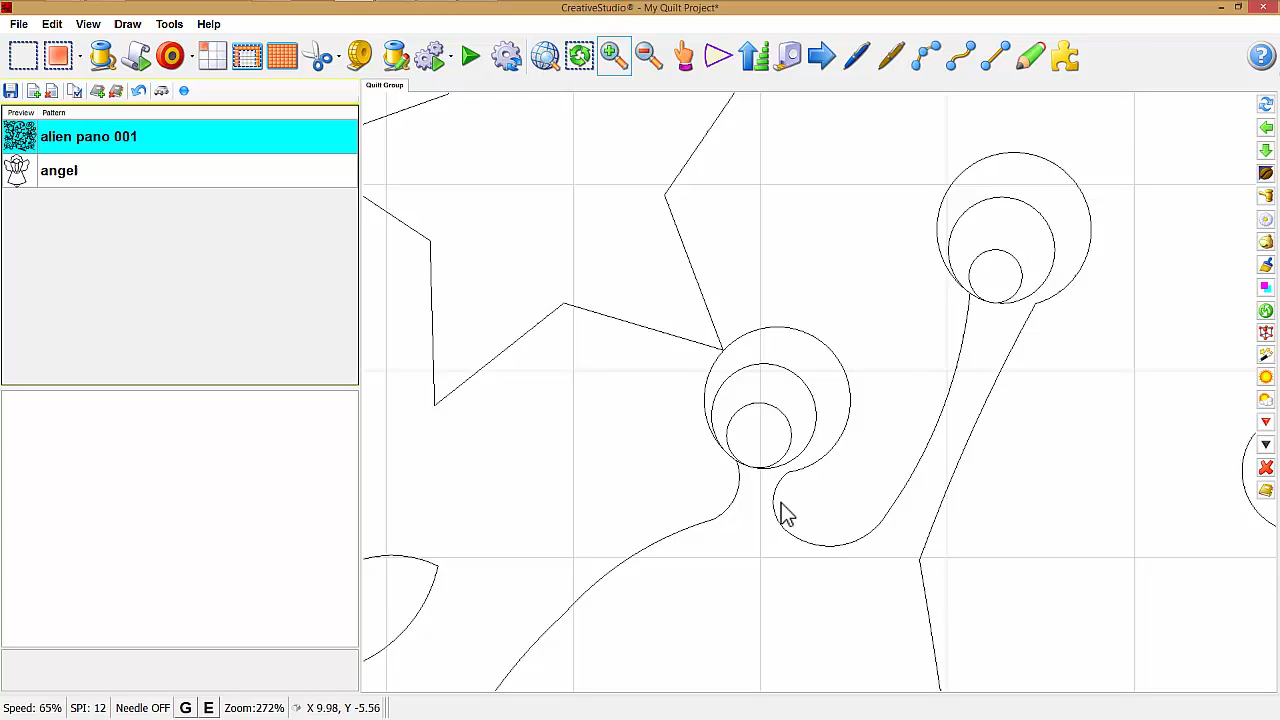 CreativeStudio® - My Quilt Project*
File Edit View Draw Tools Help
Quilt Group
Preview Pattern
alien pano 001
angel
Speed: 65% SPI: 12 Needle OFF G E Zoom:272% X 9.98, Y -5.56